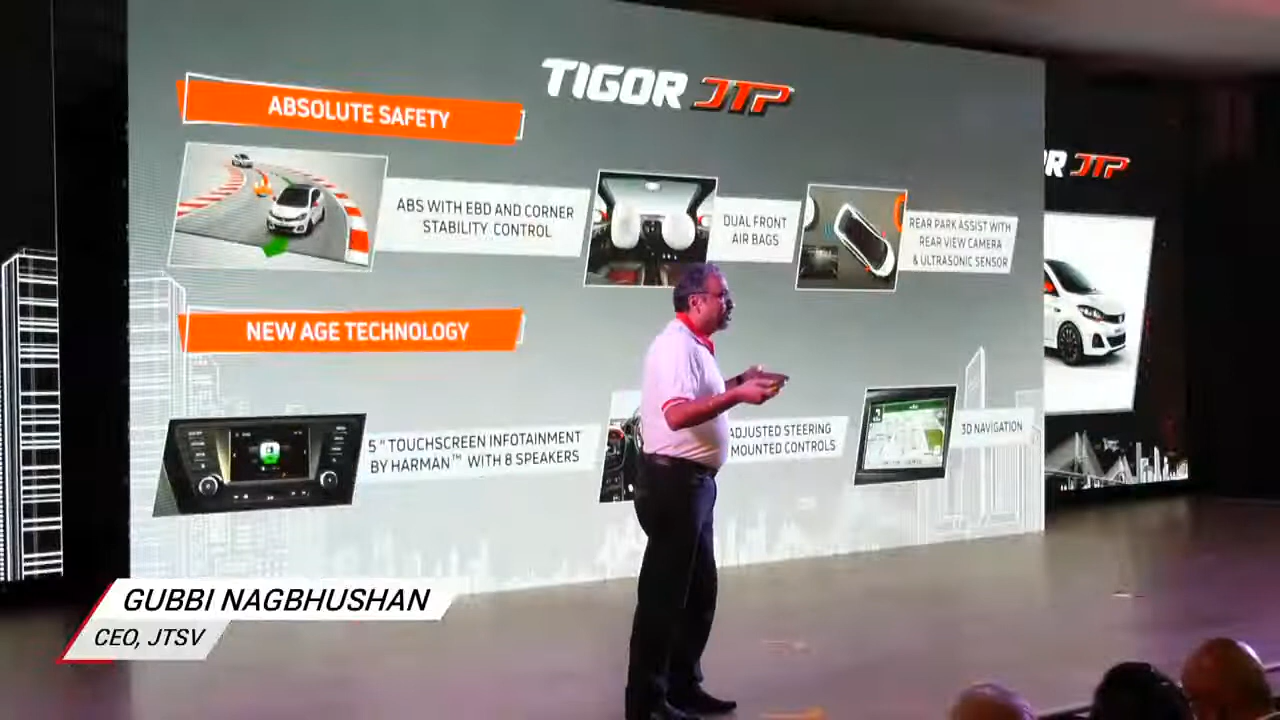 TIGOR JTP
ABSOLUTE SAFETY
ABS WITH EBD AND CORNER
STABILITY CONTROL
DUAL FRONT
AIR BAGS
REAR PARK ASSIST WITH
REAR VIEW CAMERA
& ULTRASONIC SENSOR
R JTP
NEW AGE TECHNOLOGY
5" TOUCHSCREEN INFOTAINMENT
BY HARMAN™ WITH 8 SPEAKERS
ADJUSTED STEERING
MOUNTED CONTROLS
3D NAVIGATION
GUBBI NAGBHUSHAN
CEO, JTSV